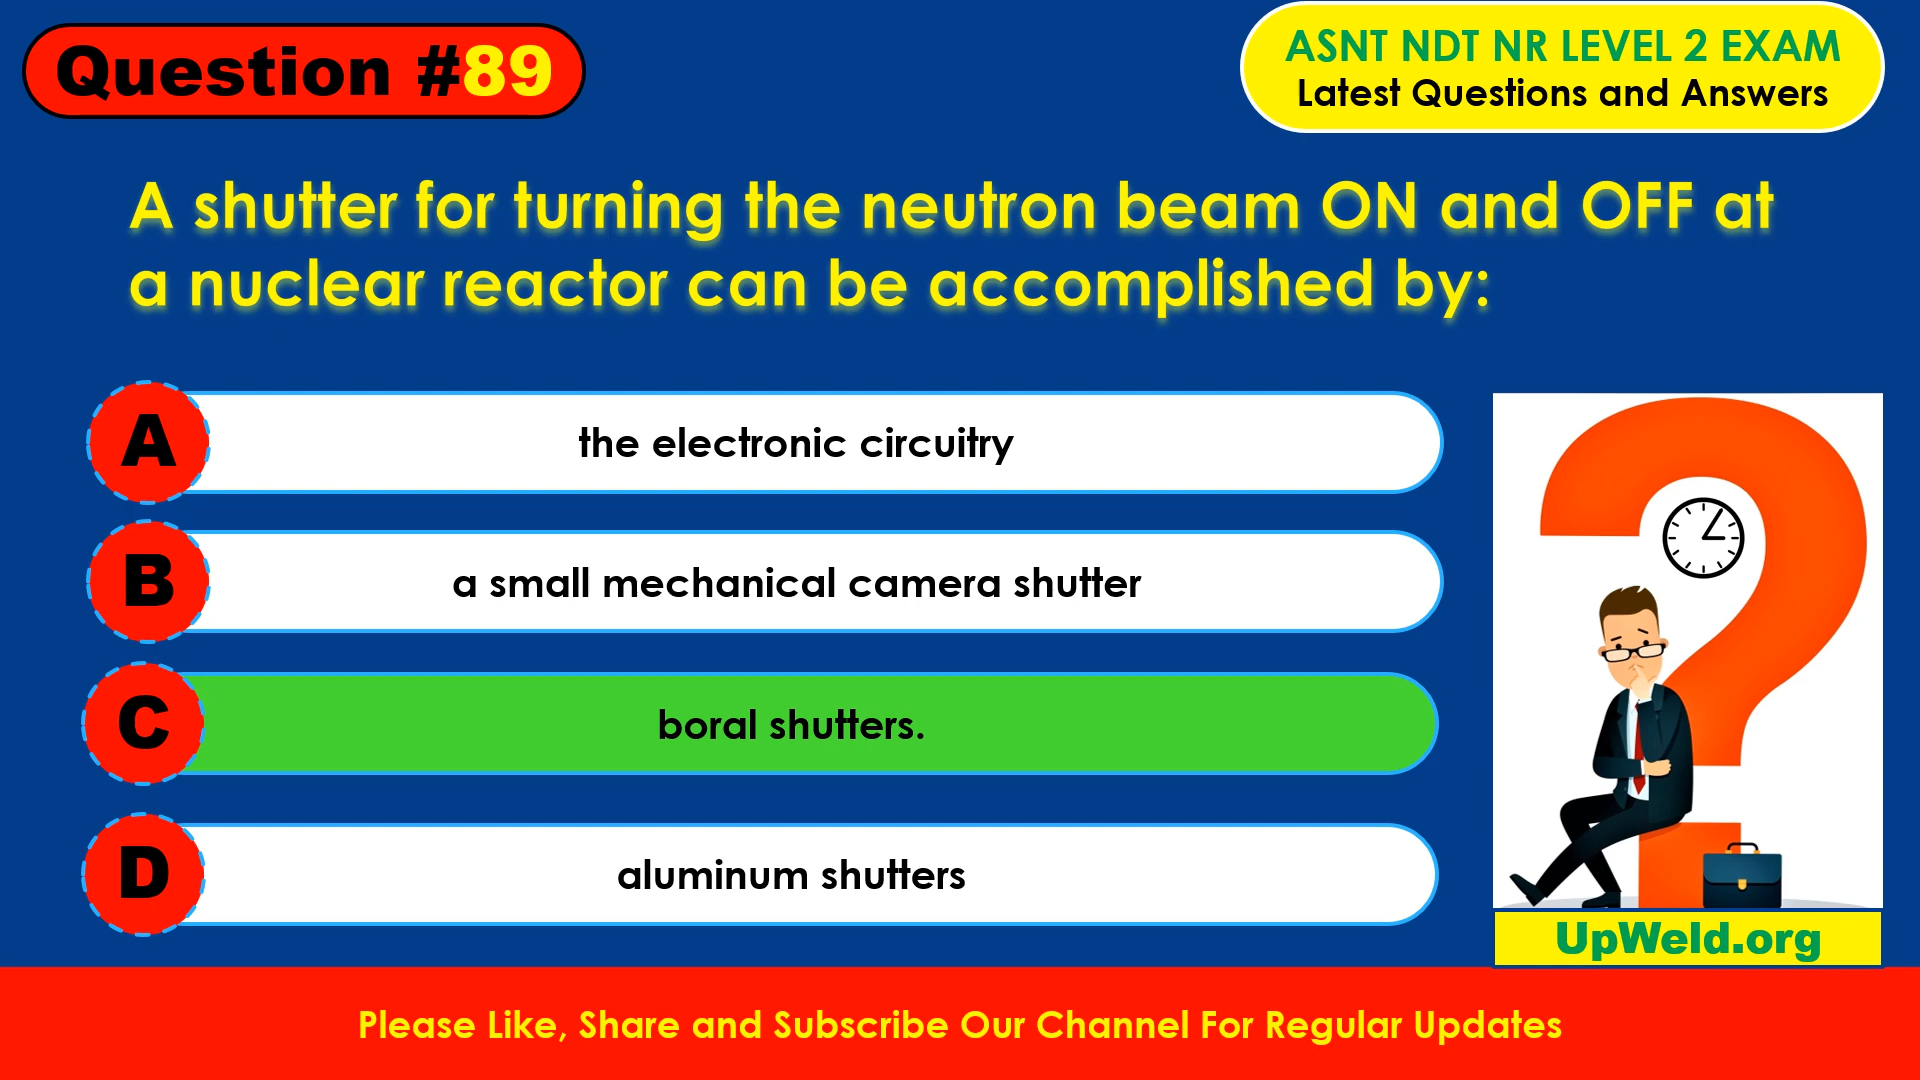 Question #89
ASNT NDT NR LEVEL 2 EXAM
Latest Questions and Answers
A shutter for turning the neutron beam ON and OFF at
a nuclear reactor can be accomplished by:
A
the electronic circuitry
B
a small mechanical camera shutter
C
boral shutters.
D
aluminum shutters
UpWeld.org
Please Like, Share and Subscribe Our Channel For Regular Updates